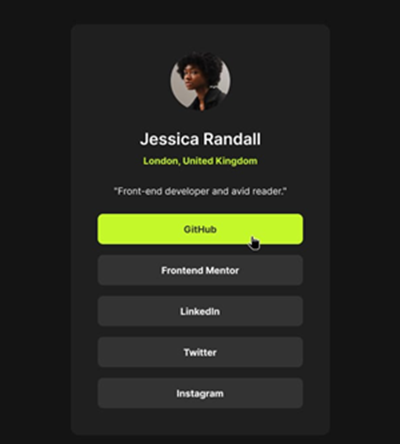 Jessica Randall
London, United Kingdom
"Front-end developer and avid reader."
GitHub
Frontend Mentor
LinkedIn
Twitter
Instagram